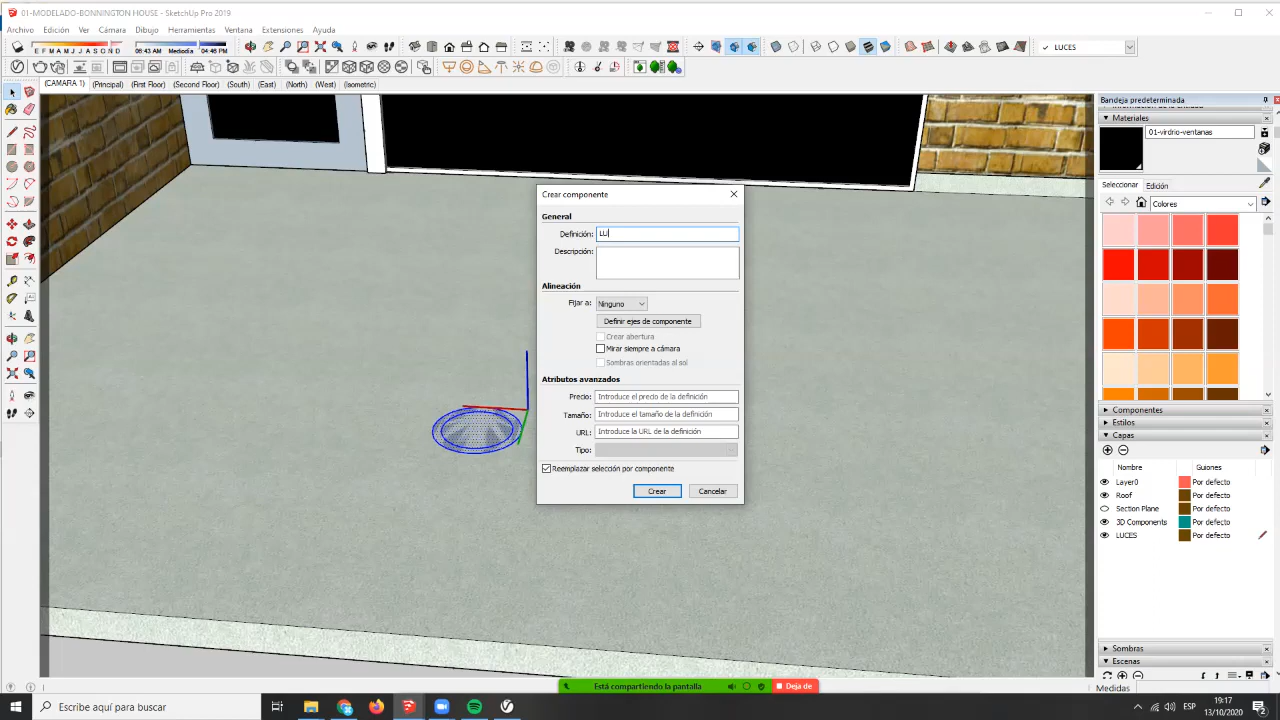 01-MODELADO-BONNINGTON HOUSE - SketchUp Pro 2019
Archivo Edición Ver Cámara Dibujo Herramientas Ventana Extensiones Ayuda
E F M A M J J A S O N D 06:43 AM Mediodía 04:46 PM
LUCES
(CAMARA 1) (Principal) (First Floor) (Second Floor) (South) (East) (North) (West) (Isometric)
Bandeja predeterminada
Información de la entidad
Materiales
01-virdrio-ventanas
Seleccionar Edición
Colores
Crear componente
General
Definición: LU
Descripción:
Alineación
Fijar a: Ninguno
Definir ejes de componente
Crear abertura
Mirar siempre a cámara
Sombras orientadas al sol
Atributos avanzados
Precio: Introduce el precio de la definición
Tamaño: Introduce el tamaño de la definición
URL: Introduce la URL de la definición
Tipo:
Reemplazar selección por componente
Crear Cancelar
Componentes
Estilos
Capas
Nombre Guiones
Layer0 Por defecto
Roof Por defecto
Section Plane Por defecto
3D Components Por defecto
LUCES Por defecto
Sombras
Escenas
Está compartiendo la pantalla Deja de
Medidas
Escribe aquí para buscar
ESP
19:17
13/10/2020
2